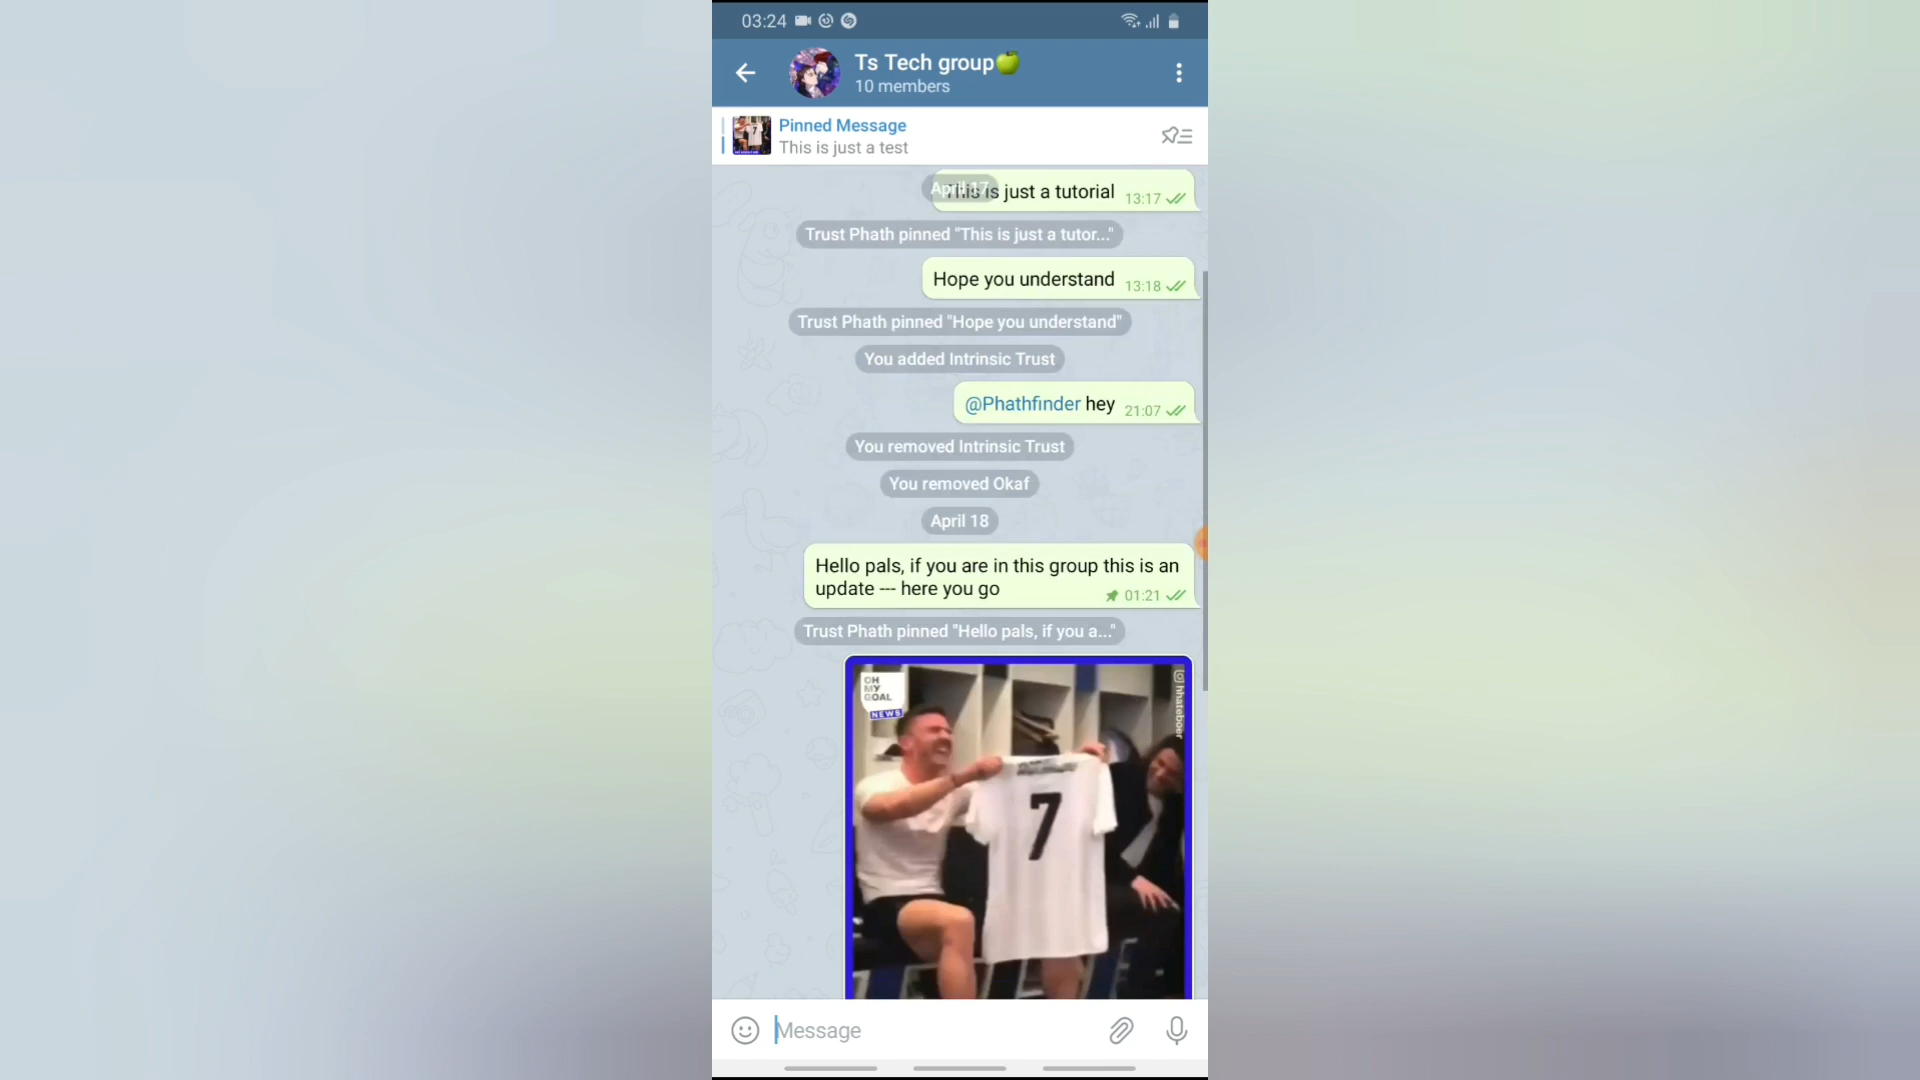 03:24
Ts Tech group🍏
10 members
Pinned Message
This is just a test
April 17
This is just a tutorial 13:17
Trust Phath pinned "This is just a tutor..."
Hope you understand 13:18
Trust Phath pinned "Hope you understand"
You added Intrinsic Trust
@Phathfinder hey 21:07
You removed Intrinsic Trust
You removed Okaf
April 18
Hello pals, if you are in this group this is an
update --- here you go 01:21
Trust Phath pinned "Hello pals, if you a..."
OH
MY
GOAL
NEWS
hhateboer
7
Message